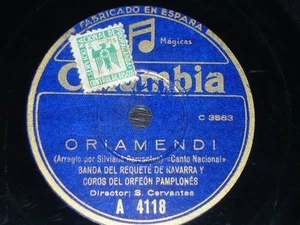 FABRICADO EN ESPAÑA
Mágicas
Columbia
C 3583
ORIAMENDI
(Arreglo por Silvano Cervantes) «Canto Nacional»
BANDA DEL REQUETÉ DE NAVARRA Y
COROS DEL ORFEÓN PAMPLONÉS
Director: S. Cervantes
A 4118